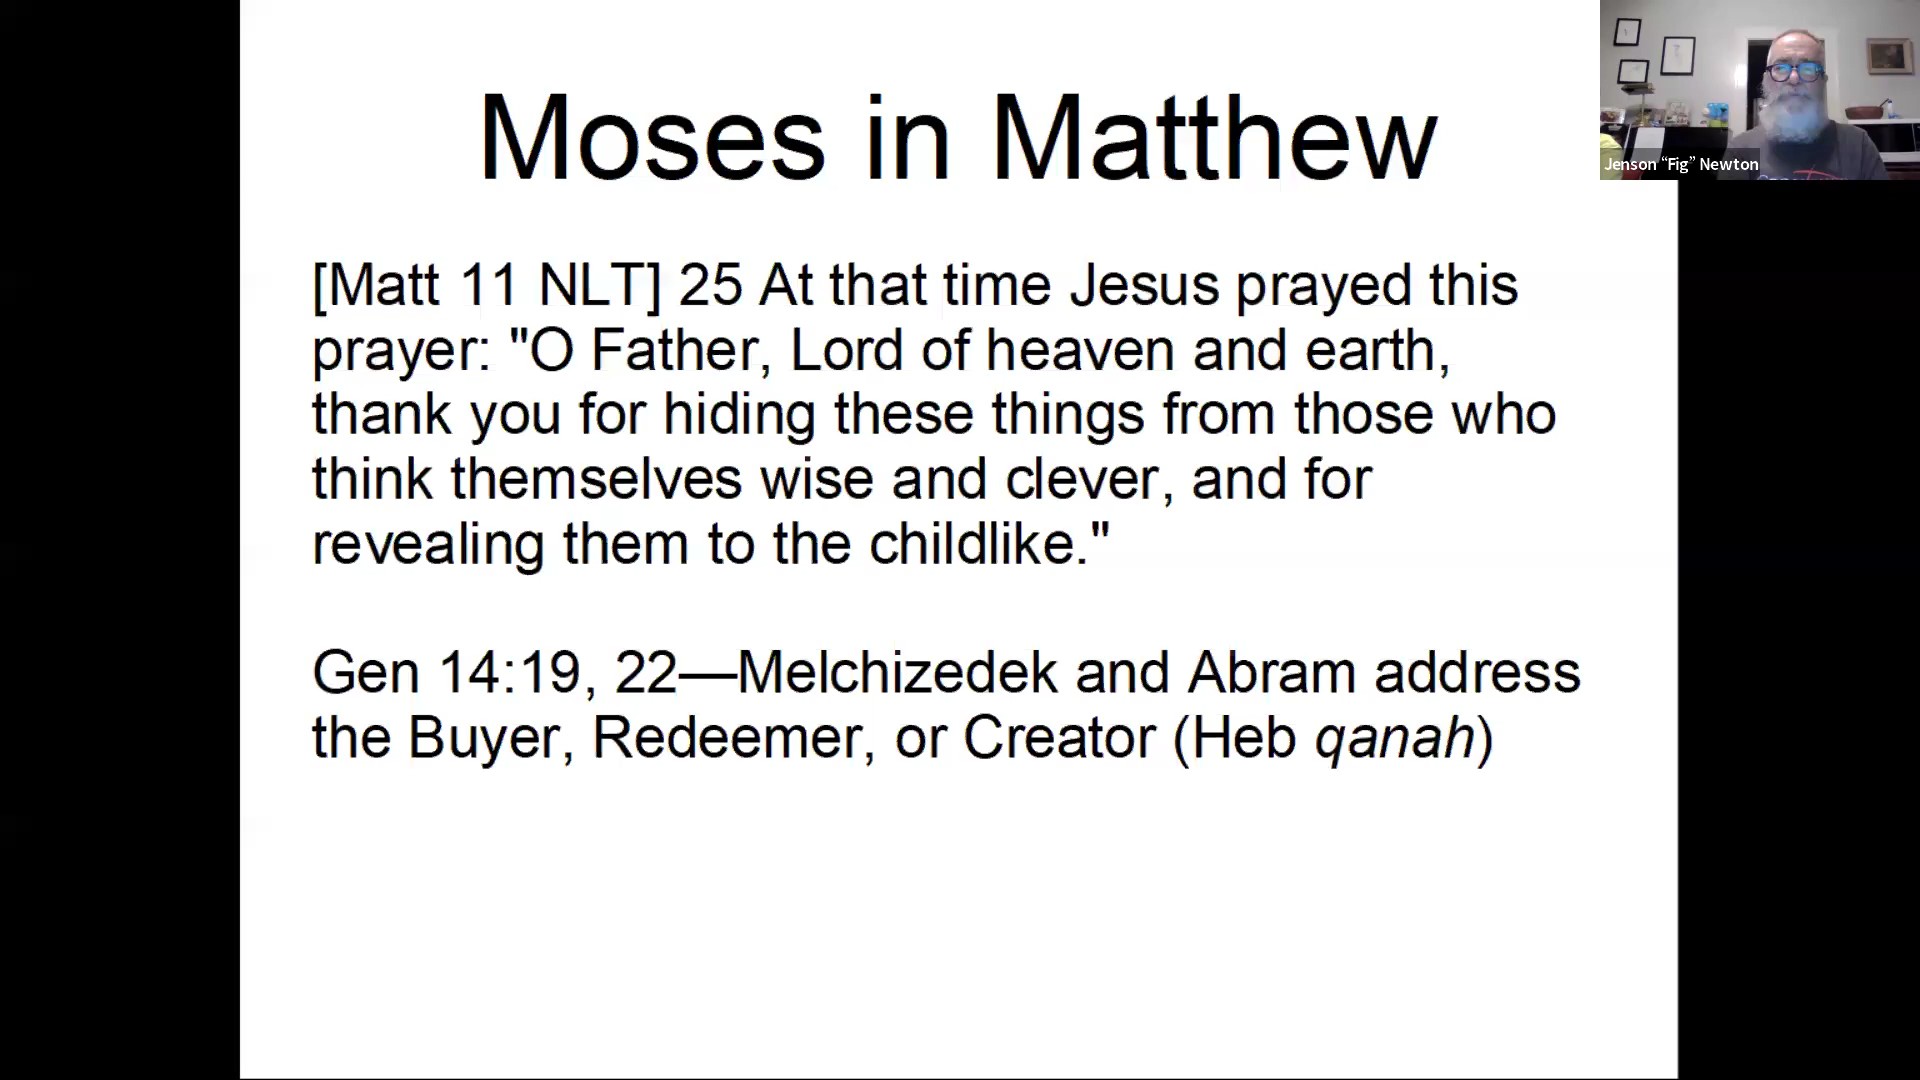 Moses in Matthew
[Matt 11 NLT] 25 At that time Jesus prayed this
prayer: "O Father, Lord of heaven and earth,
thank you for hiding these things from those who
think themselves wise and clever, and for
revealing them to the childlike."
Gen 14:19, 22—Melchizedek and Abram address
the Buyer, Redeemer, or Creator (Heb qanah)
Jenson “Fig” Newton